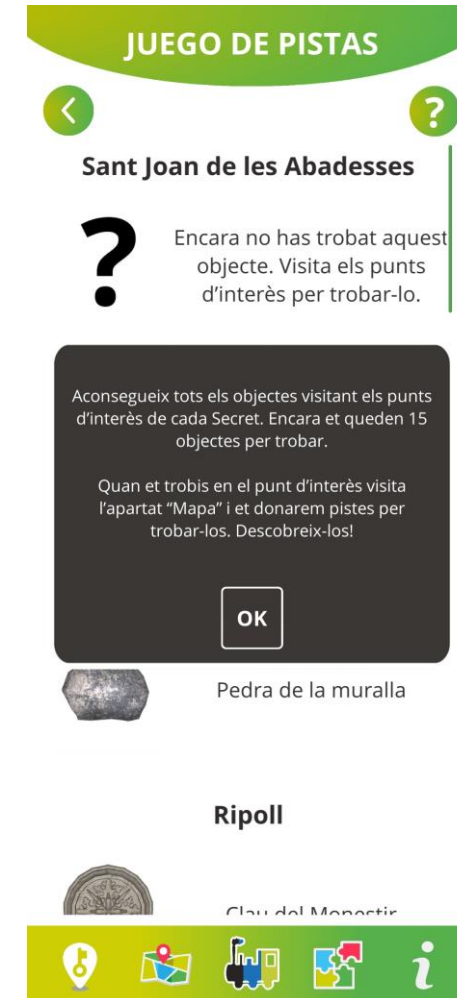 JUEGO DE PISTAS
?
Sant Joan de les Abadesses
?
Encara no has trobat aquest
objecte. Visita els punts
d'interès per trobar-lo.
Aconsegueix tots els objectes visitant els punts
d'interès de cada Secret. Encara et queden 15
objectes per trobar.
Quan et trobis en el punt d'interès visita
l'apartat “Mapa” i et donarem pistes per
trobar-los. Descobreix-los!
OK
Pedra de la muralla
Ripoll
Clau del Monestir
i